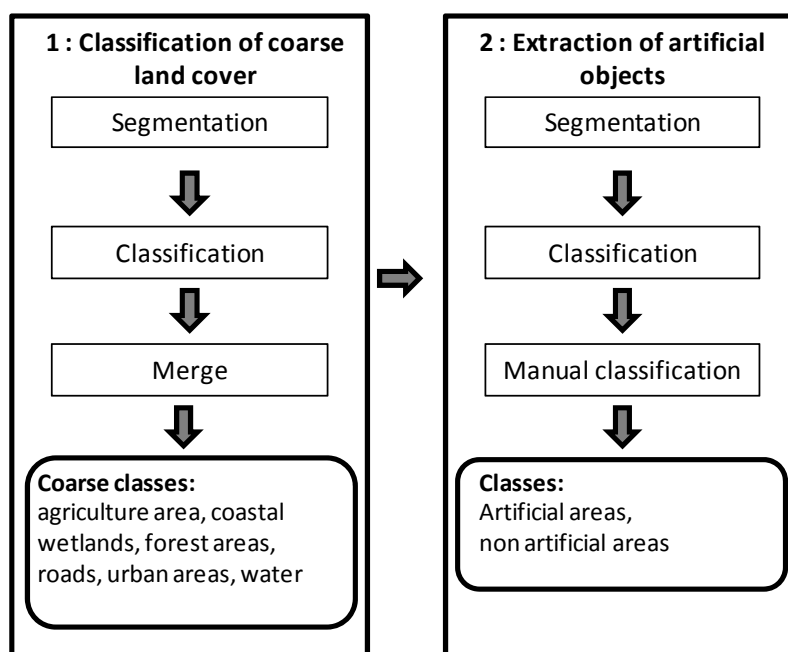 1 : Classification of coarse
land cover
Segmentation
Classification
Merge
Coarse classes:
agriculture area, coastal
wetlands, forest areas,
roads, urban areas, water
2 : Extraction of artificial
objects
Segmentation
Classification
Manual classification
Classes:
Artificial areas,
non artificial areas